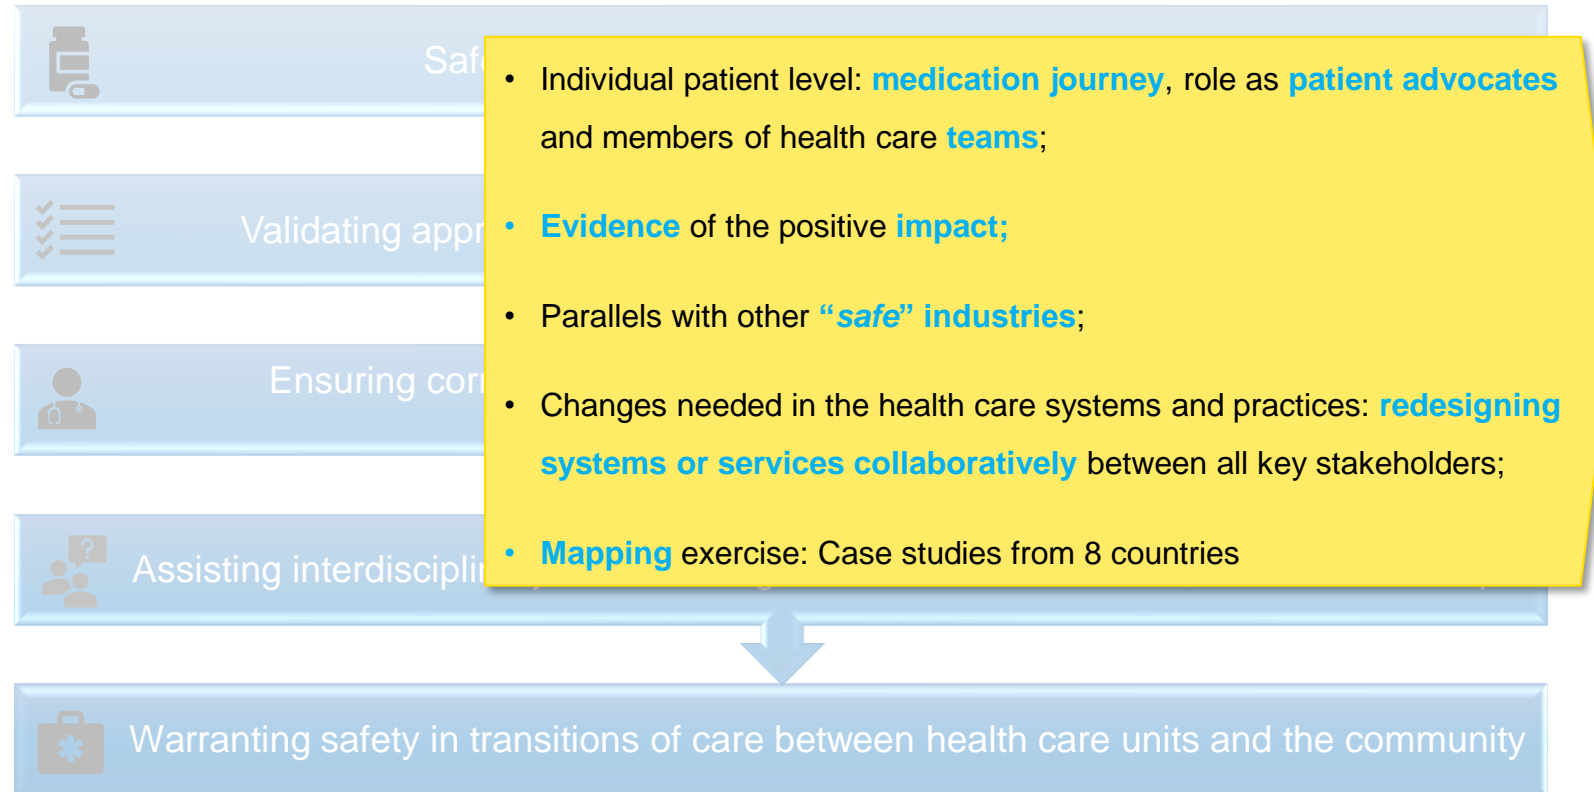 Saf
• Individual patient level: medication journey, role as patient advocates
and members of health care teams;
Validating appr
• Evidence of the positive impact;
• Parallels with other “safe” industries;
Ensuring corr
• Changes needed in the health care systems and practices: redesigning
systems or services collaboratively between all key stakeholders;
• Mapping exercise: Case studies from 8 countries
Assisting interdiscipli
Warranting safety in transitions of care between health care units and the community